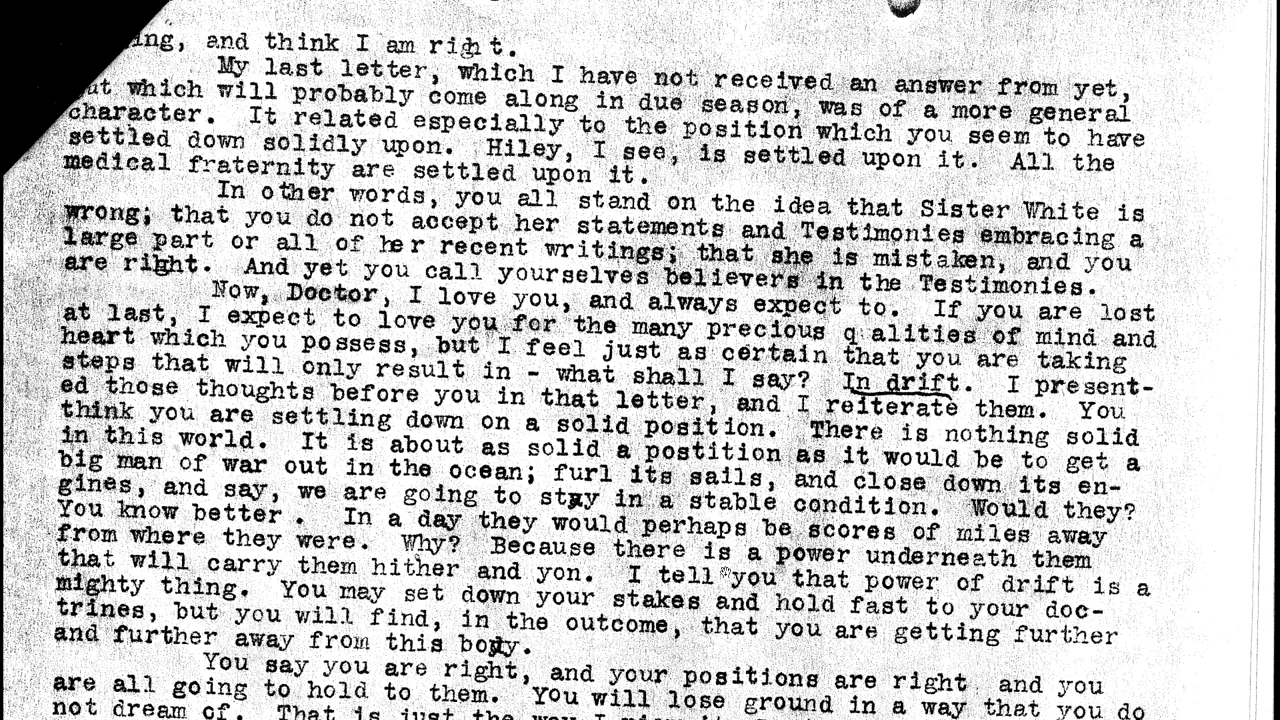 ing, and think I am right.
My last letter, which I have not received an answer from yet,
but which will probably come along in due season, was of a more general
character. It related especially to the position which you seem to have
settled down solidly upon. Hiley, I see, is settled upon it. All the
medical fraternity are settled upon it.
In other words, you all stand on the idea that Sister White is
wrong; that you do not accept her statements and Testimonies embracing a
large part or all of her recent writings; that she is mistaken, and you
are right. And yet you call yourselves believers in the Testimonies.
Now, Doctor, I love you, and always expect to. If you are lost
at last, I expect to love you for the many precious q alities of mind and
heart which you possess, but I feel just as certain that you are taking
steps that will only result in - what shall I say? In drift. I present-
ed those thoughts before you in that letter, and I reiterate them. You
think you are settling down on a solid position. There is nothing solid
in this world. It is about as solid a postition as it would be to get a
big man of war out in the ocean; furl its sails, and close down its en-
gines, and say, we are going to stay in a stable condition. Would they?
You know better. In a day they would perhaps be scores of miles away
from where they were. Why? Because there is a power underneath them
that will carry them hither and yon. I tell you that power of drift is a
mighty thing. You may set down your stakes and hold fast to your doc-
trines, but you will find, in the outcome, that you are getting further
and further away from this body.
You say you are right, and your positions are right and you
are all going to hold to them. You will lose ground in a way that you do
not dream of. That is just the way I view it.